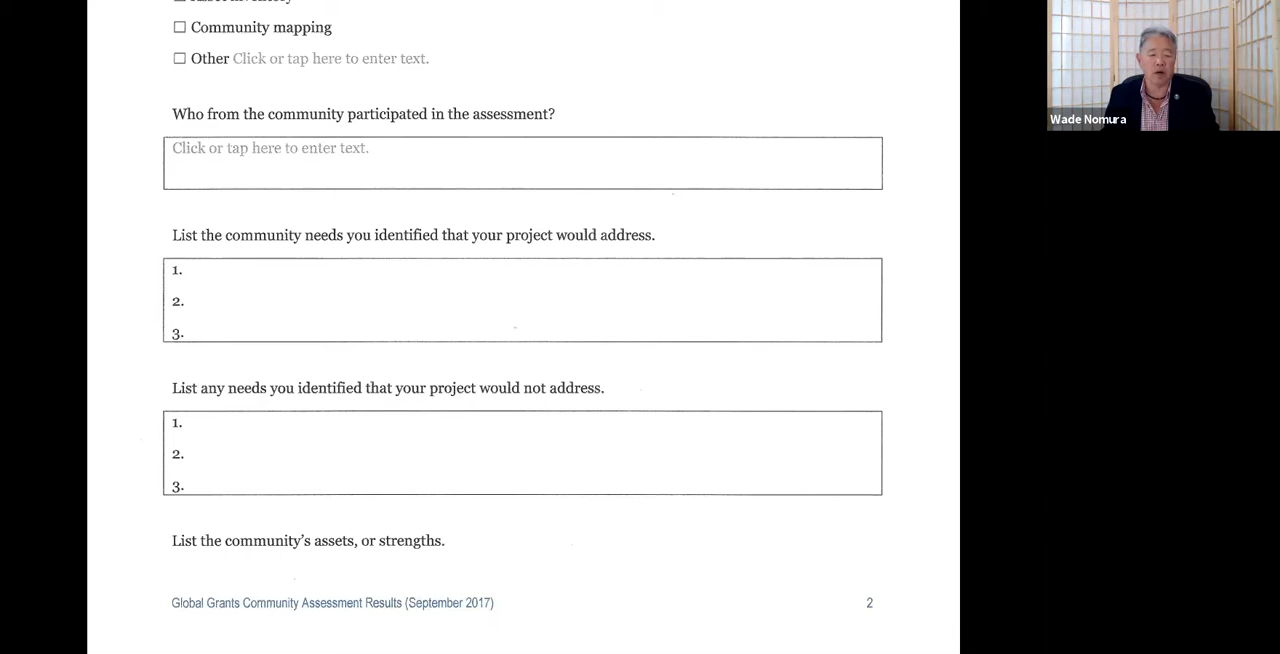 ☐ Community mapping
☐ Other Click or tap here to enter text.
Who from the community participated in the assessment?
Click or tap here to enter text.
List the community needs you identified that your project would address.
1.
2.
3.
List any needs you identified that your project would not address.
1.
2.
3.
List the community's assets, or strengths.
Global Grants Community Assessment Results (September 2017) 2
Wade Nomura